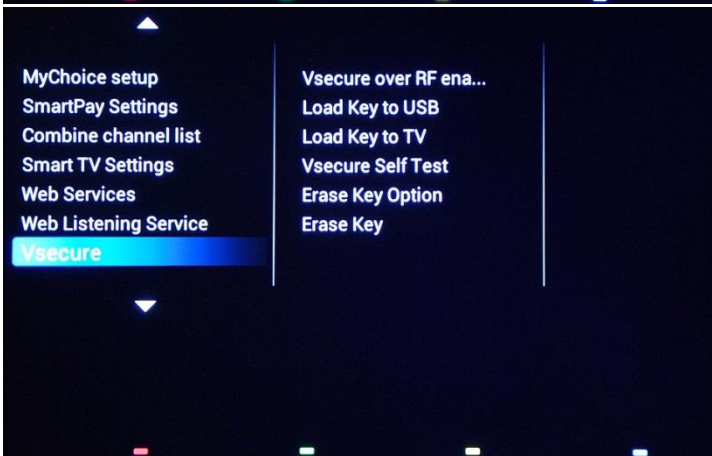 MyChoice setup
SmartPay Settings
Combine channel list
Smart TV Settings
Web Services
Web Listening Service
Vsecure
Vsecure over RF ena...
Load Key to USB
Load Key to TV
Vsecure Self Test
Erase Key Option
Erase Key